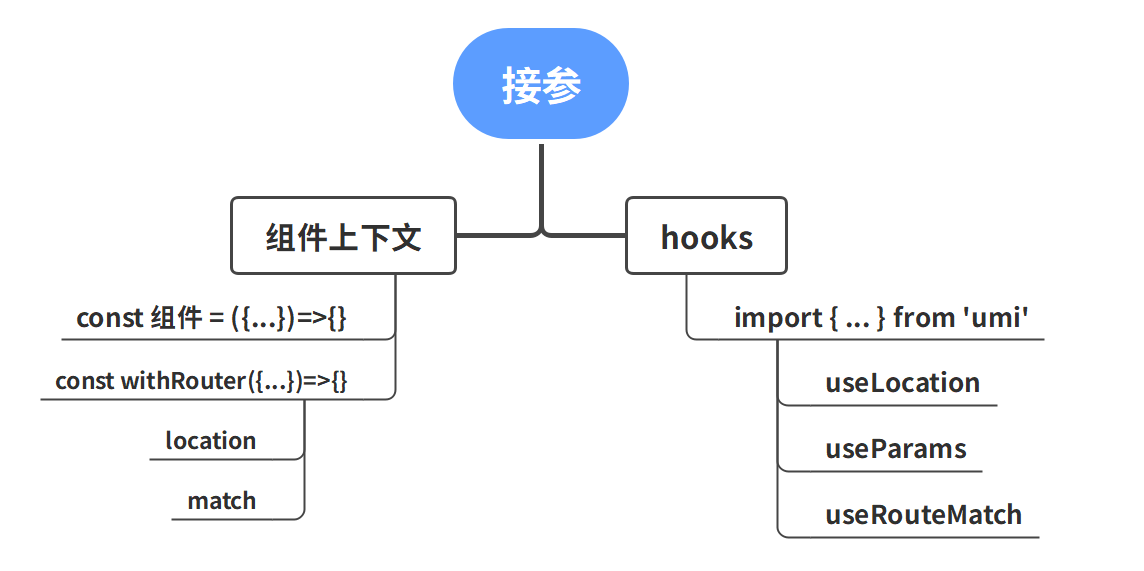 接参
组件上下文
const 组件 = ({...})=>{}
const withRouter({...})=>{}
location
match
hooks
import { ... } from 'umi'
useLocation
useParams
useRouteMatch